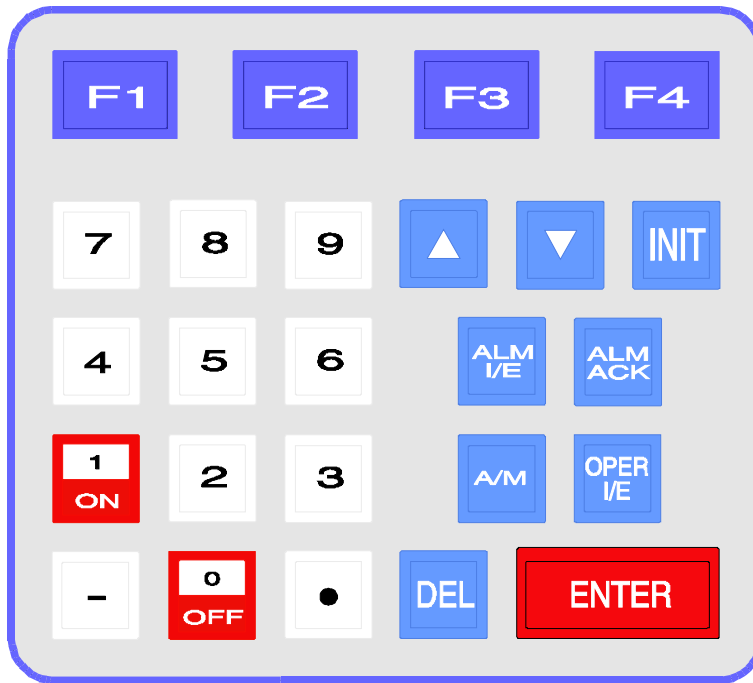 F1 F2 F3 F4
7 8 9 INIT
4 5 6 ALM I/E ALM ACK
1 ON 2 3 A/M OPER I/E
- 0 OFF • DEL ENTER